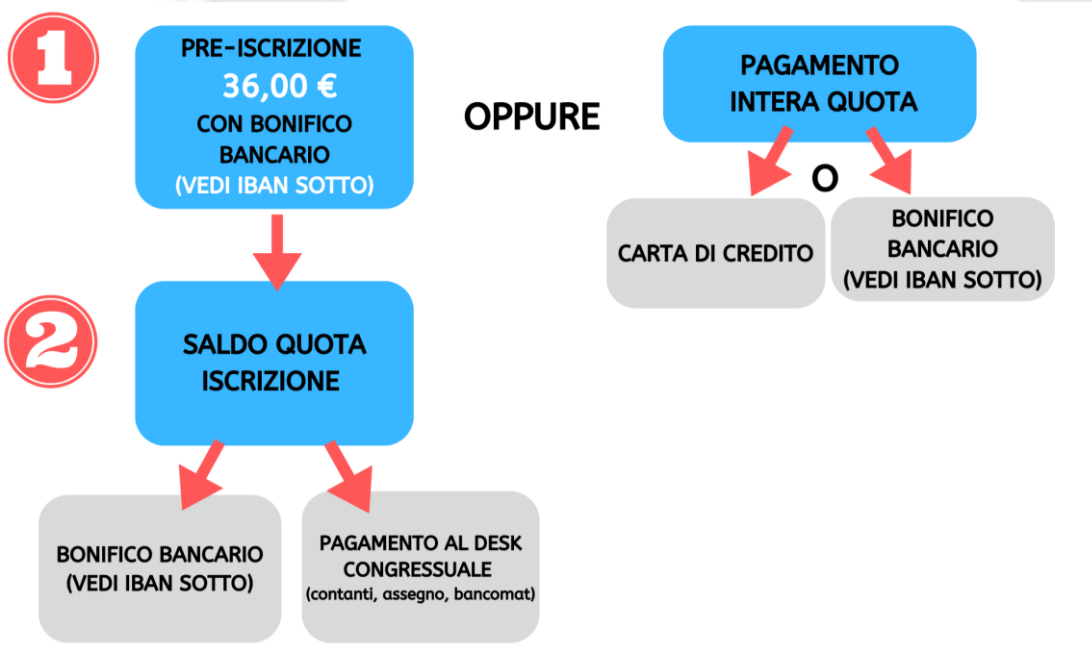 1
PRE-ISCRIZIONE
36,00 €
CON BONIFICO
BANCARIO
(VEDI IBAN SOTTO)
OPPURE
PAGAMENTO
INTERA QUOTA
O
CARTA DI CREDITO
BONIFICO
BANCARIO
(VEDI IBAN SOTTO)
2
SALDO QUOTA
ISCRIZIONE
BONIFICO BANCARIO
(VEDI IBAN SOTTO)
PAGAMENTO AL DESK
CONGRESSUALE
(contanti, assegno, bancomat)